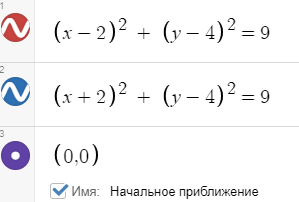 1
(x − 2)² + (y − 4)² = 9
2
(x + 2)² + (y − 4)² = 9
3
(0,0)
Имя: Начальное приближение